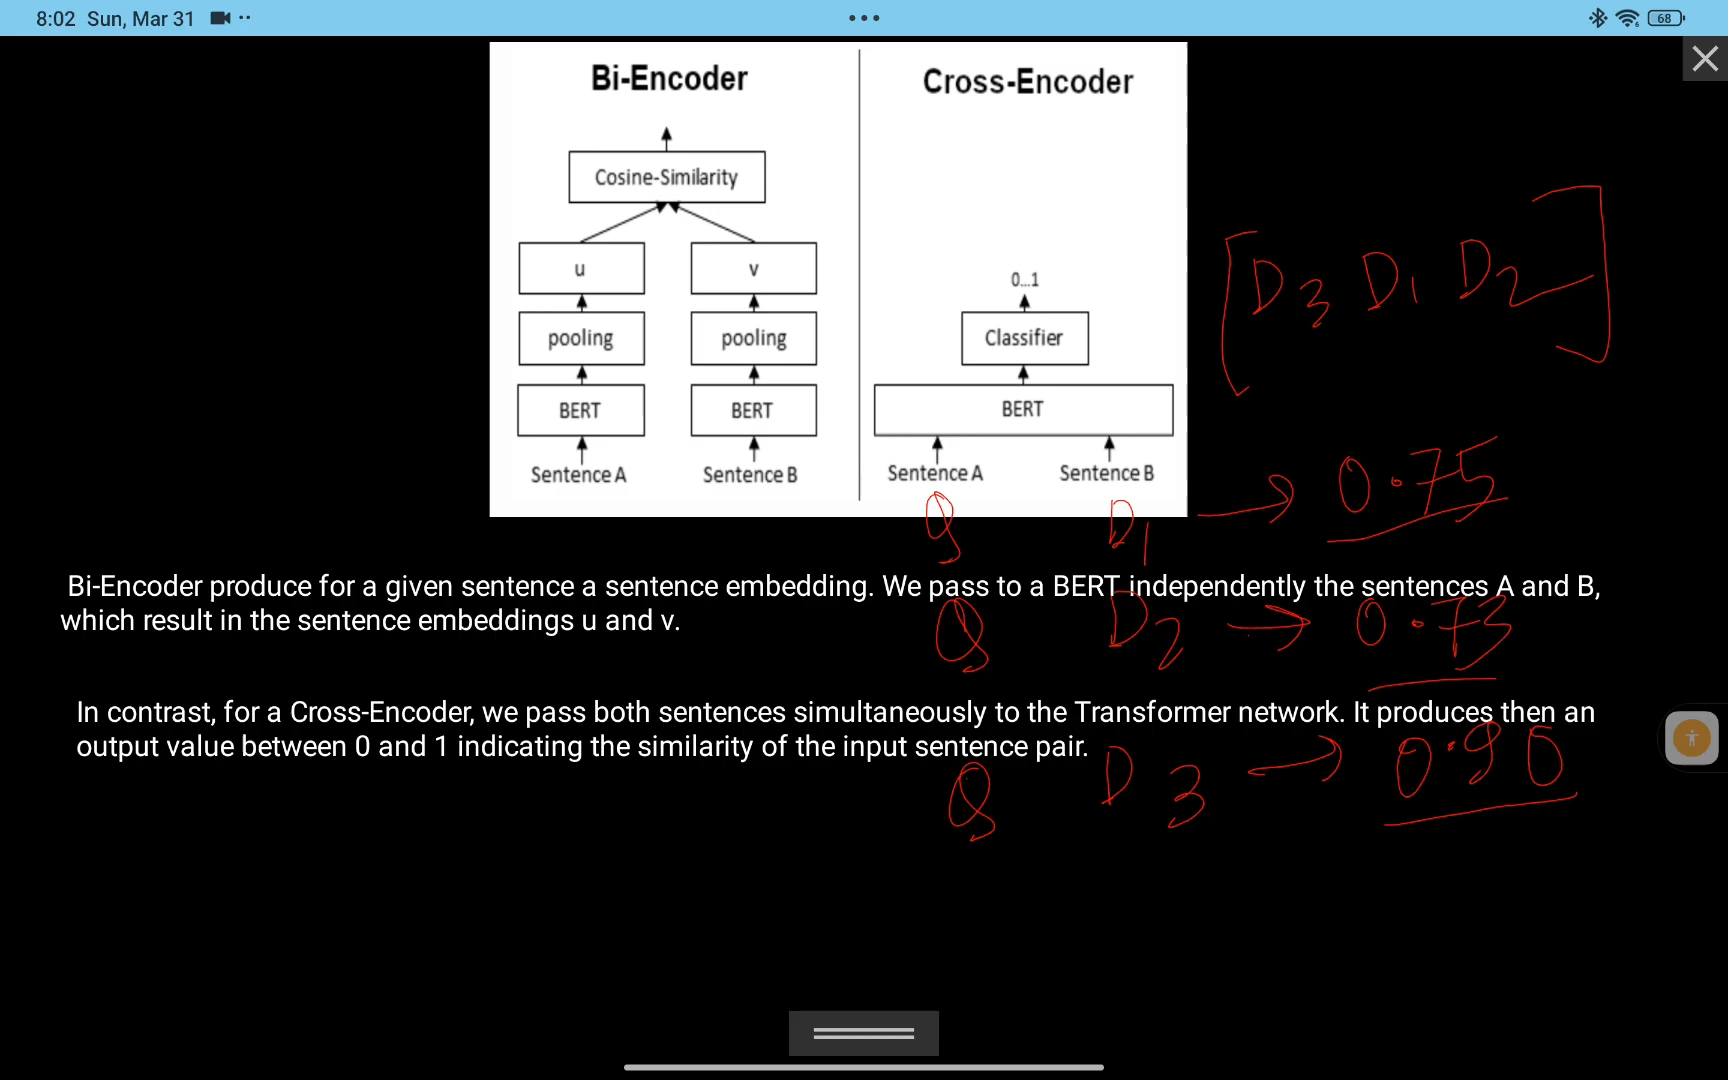 8:02 Sun, Mar 31
68
Bi-Encoder
Cosine-Similarity
u v
pooling pooling
BERT BERT
Sentence A Sentence B
Cross-Encoder
0...1
Classifier
BERT
Sentence A Sentence B
[D3 D1 D2]
Q D1 → 0.75
Bi-Encoder produce for a given sentence a sentence embedding. We pass to a BERT independently the sentences A and B,
which result in the sentence embeddings u and v.
Q D2 → 0.73
In contrast, for a Cross-Encoder, we pass both sentences simultaneously to the Transformer network. It produces then an
output value between 0 and 1 indicating the similarity of the input sentence pair.
Q D3 → 0.90